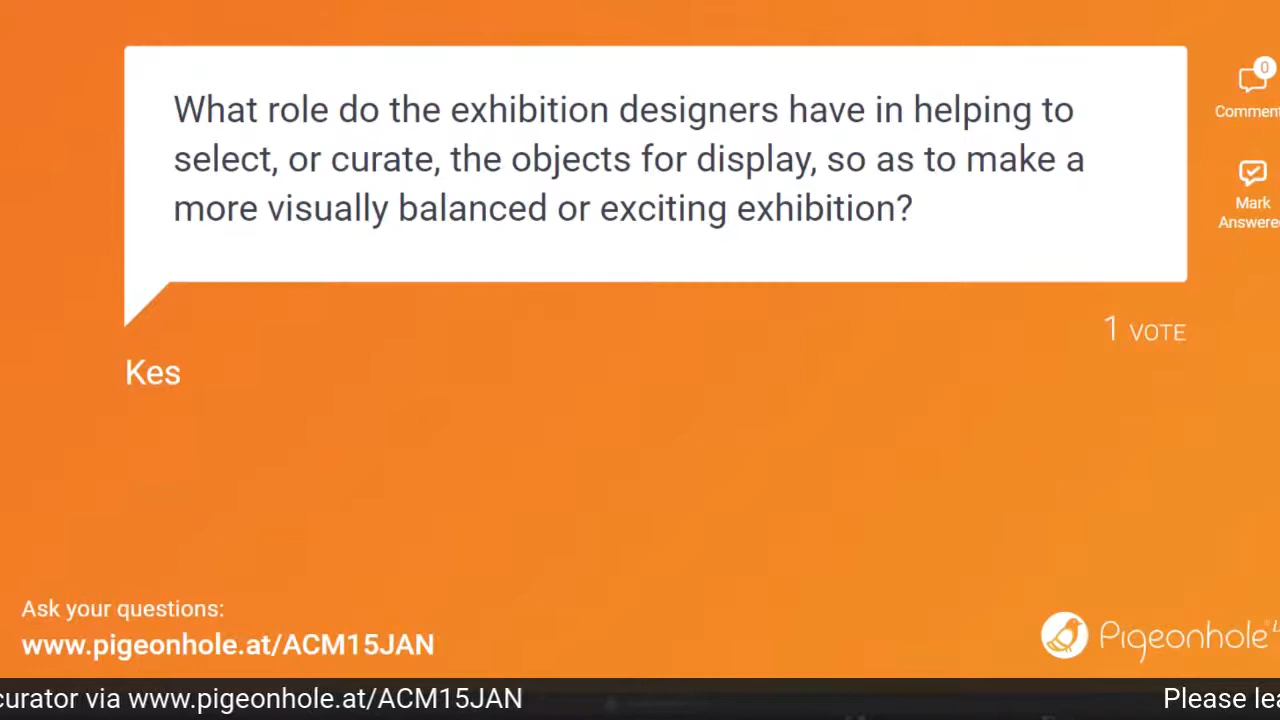 What role do the exhibition designers have in helping to
select, or curate, the objects for display, so as to make a
more visually balanced or exciting exhibition?
0
Comment
Mark
Answere
1 VOTE
Kes
Ask your questions:
www.pigeonhole.at/ACM15JAN
Pigeonhole
curator via www.pigeonhole.at/ACM15JAN
Please lea